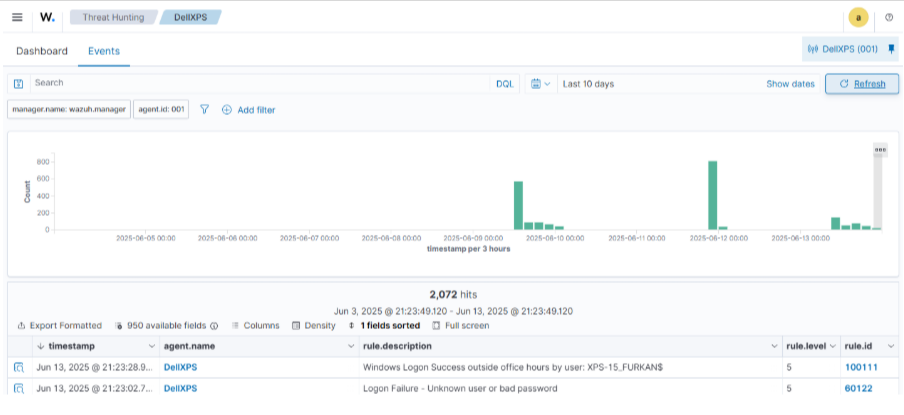 W. Threat Hunting DellXPS a
Dashboard Events DellXPS (001)
Search DQL Last 10 days Show dates Refresh
manager.name: wazuh.manager agent.id: 001 Add filter
800
600
400
200
0
Count
2025-06-05 00:00 2025-06-06 00:00 2025-06-07 00:00 2025-06-08 00:00 2025-06-09 00:00 2025-06-10 00:00 2025-06-11 00:00 2025-06-12 00:00 2025-06-13 00:00
timestamp per 3 hours
2,072 hits
Jun 3, 2025 @ 21:23:49.120 - Jun 13, 2025 @ 21:23:49.120
Export Formatted 950 available fields Columns Density 1 fields sorted Full screen
timestamp agent.name rule.description rule.level rule.id
Jun 13, 2025 @ 21:23:28.9... DellXPS Windows Logon Success outside office hours by user: XPS-15_FURKAN$ 5 100111
Jun 13, 2025 @ 21:23:02.7... DellXPS Logon Failure - Unknown user or bad password 5 60122